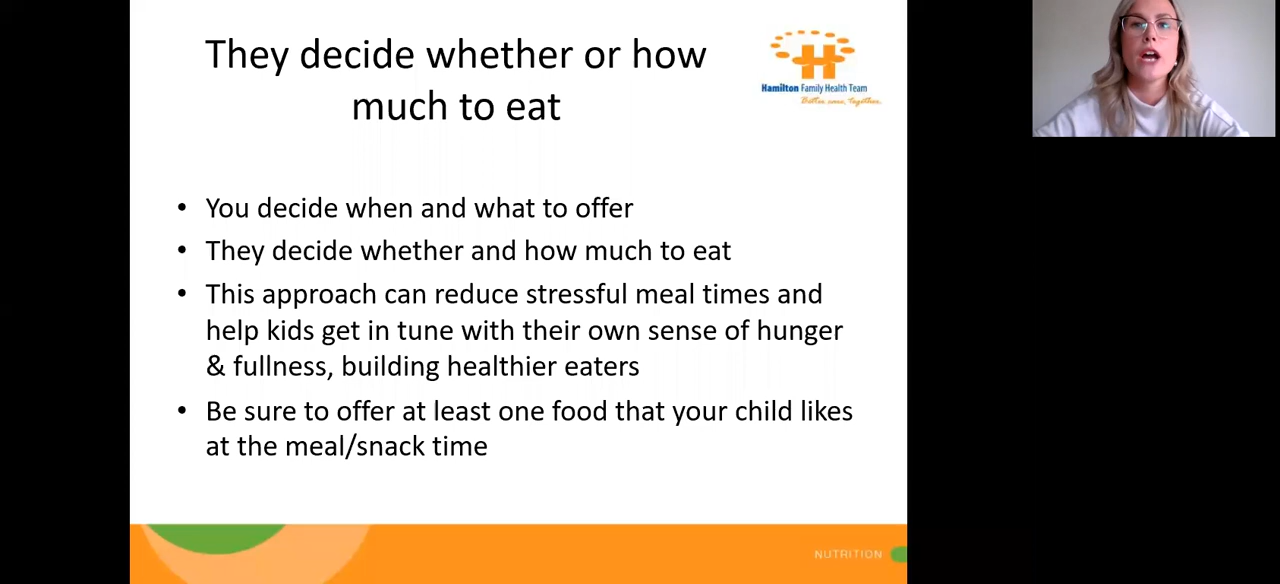 They decide whether or how
much to eat
Hamilton Family Health Team
Better care, together.
• You decide when and what to offer
• They decide whether and how much to eat
• This approach can reduce stressful meal times and
help kids get in tune with their own sense of hunger
& fullness, building healthier eaters
• Be sure to offer at least one food that your child likes
at the meal/snack time
NUTRITION